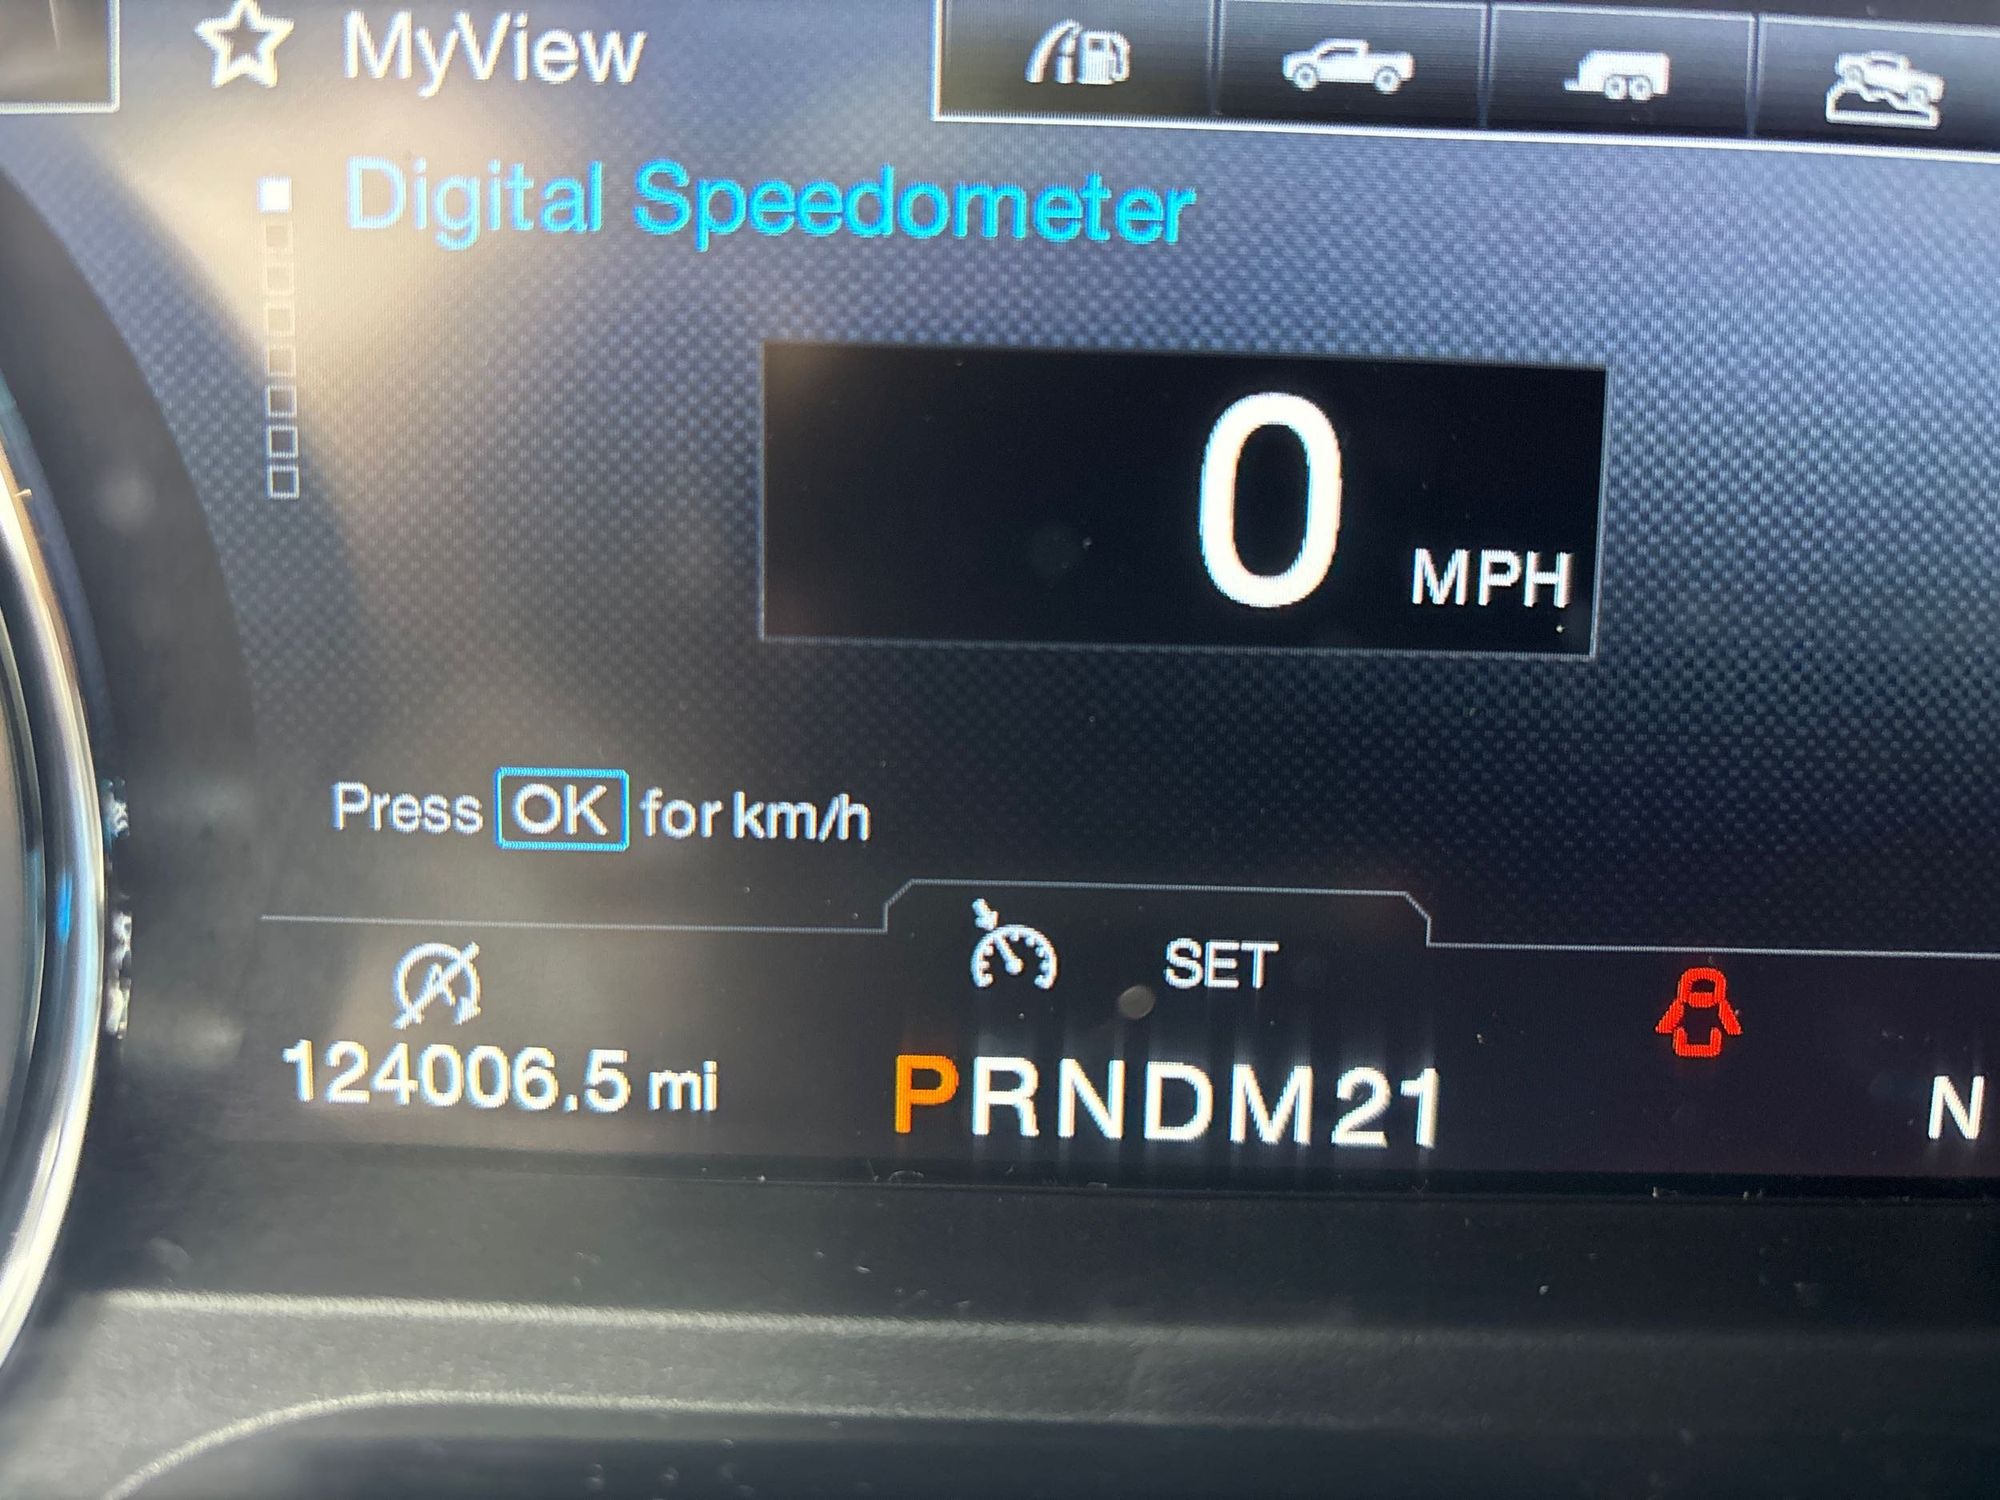 MyView
Digital Speedometer
0 MPH
Press OK for km/h
SET
124006.5 mi
PRNDM21
N